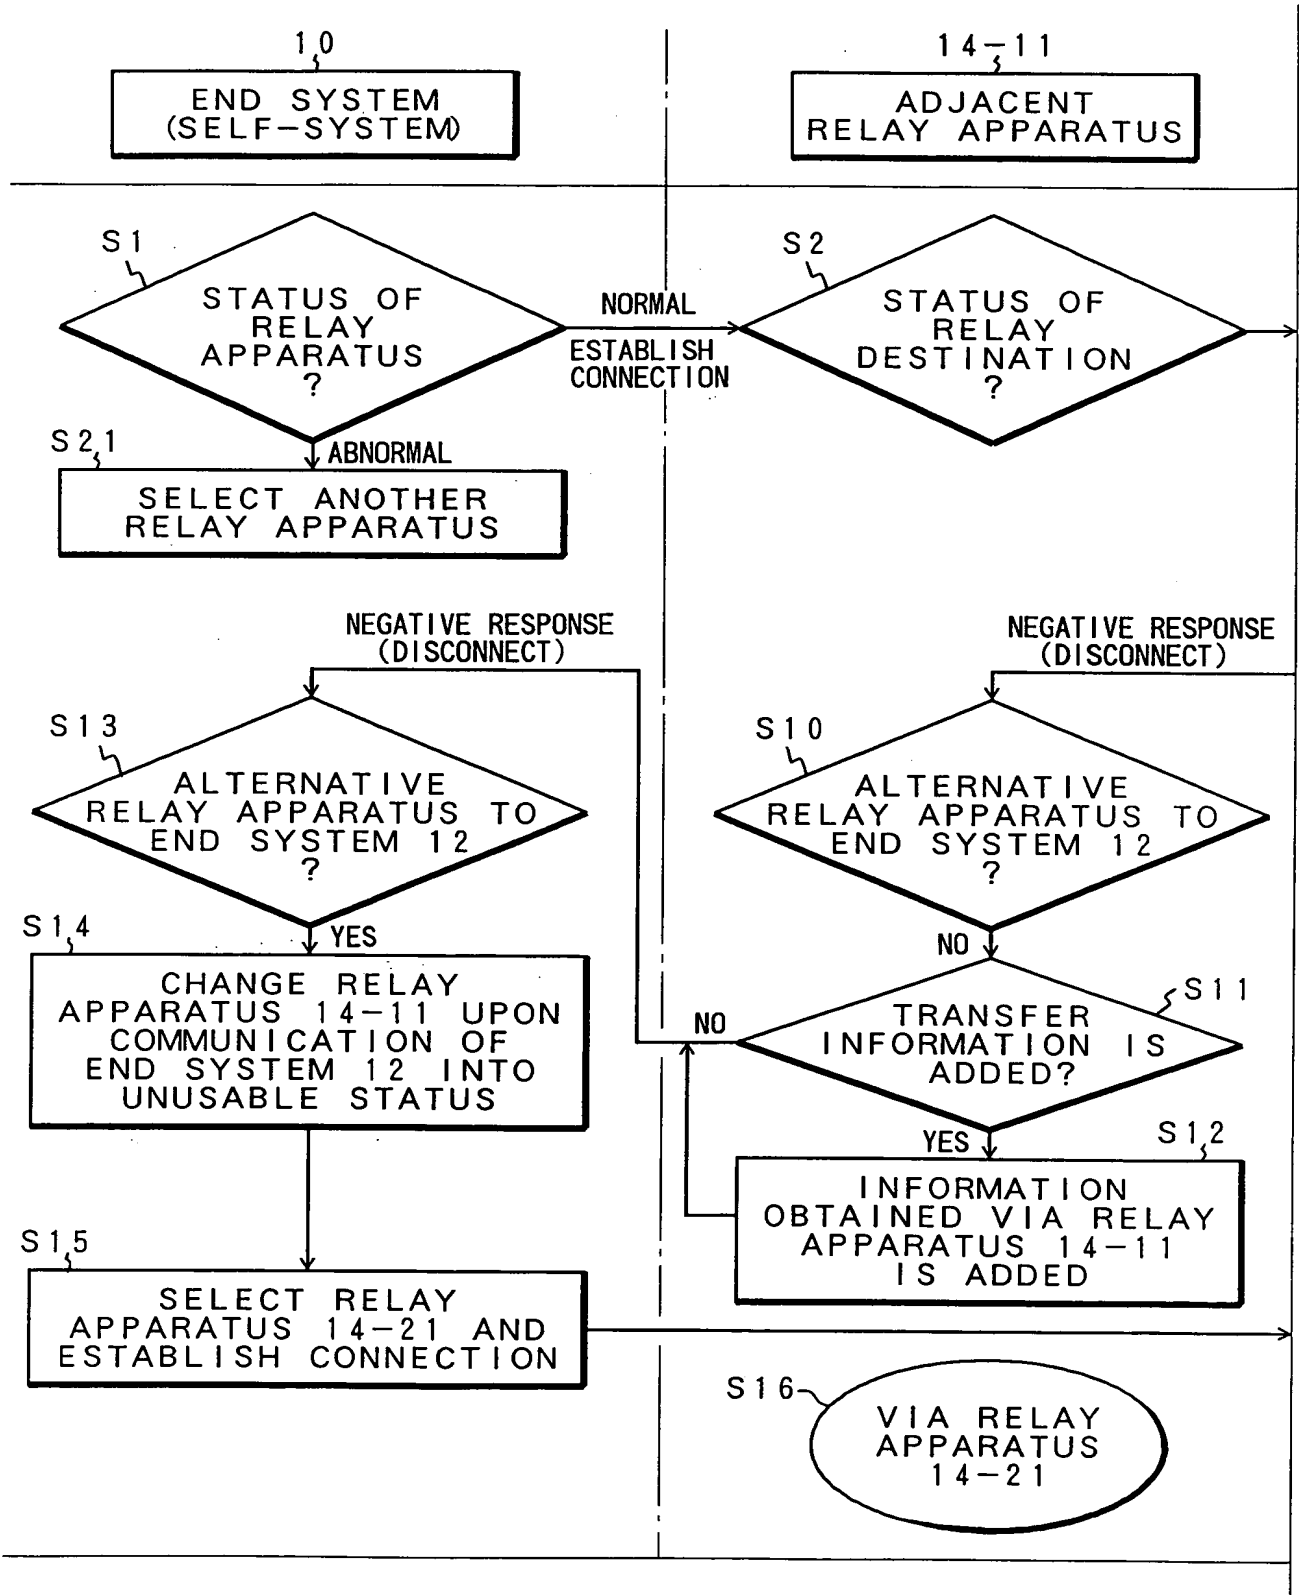 10
END SYSTEM
(SELF-SYSTEM)
14-11
ADJACENT
RELAY APPARATUS
S1
STATUS OF
RELAY
APPARATUS
?
NORMAL
ESTABLISH
CONNECTION
S2
STATUS OF
RELAY
DESTINATION
?
ABNORMAL
S21
SELECT ANOTHER
RELAY APPARATUS
NEGATIVE RESPONSE
(DISCONNECT)
NEGATIVE RESPONSE
(DISCONNECT)
S13
ALTERNATIVE
RELAY APPARATUS TO
END SYSTEM 12
?
S10
ALTERNATIVE
RELAY APPARATUS TO
END SYSTEM 12
?
S14
YES
CHANGE RELAY
APPARATUS 14-11 UPON
COMMUNICATION OF
END SYSTEM 12 INTO
UNUSABLE STATUS
NO
S11
TRANSFER
INFORMATION IS
ADDED?
NO
YES
S12
INFORMATION
OBTAINED VIA RELAY
APPARATUS 14-11
IS ADDED
S15
SELECT RELAY
APPARATUS 14-21 AND
ESTABLISH CONNECTION
S16
VIA RELAY
APPARATUS
14-21